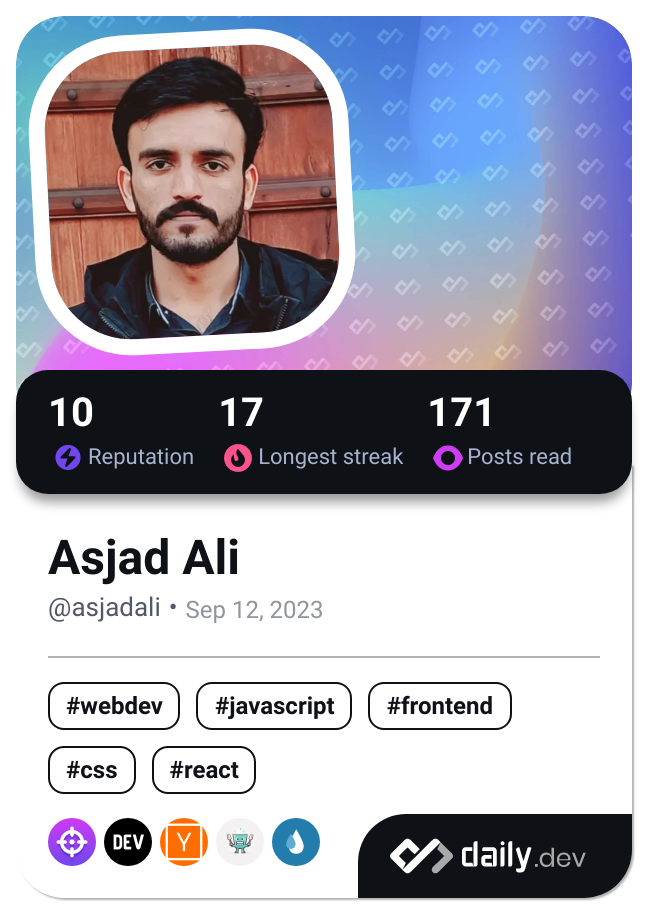 10 17 171
Reputation Longest streak Posts read
Asjad Ali
@asjadali • Sep 12, 2023
#webdev #javascript #frontend
#css #react
DEV Y
daily.dev